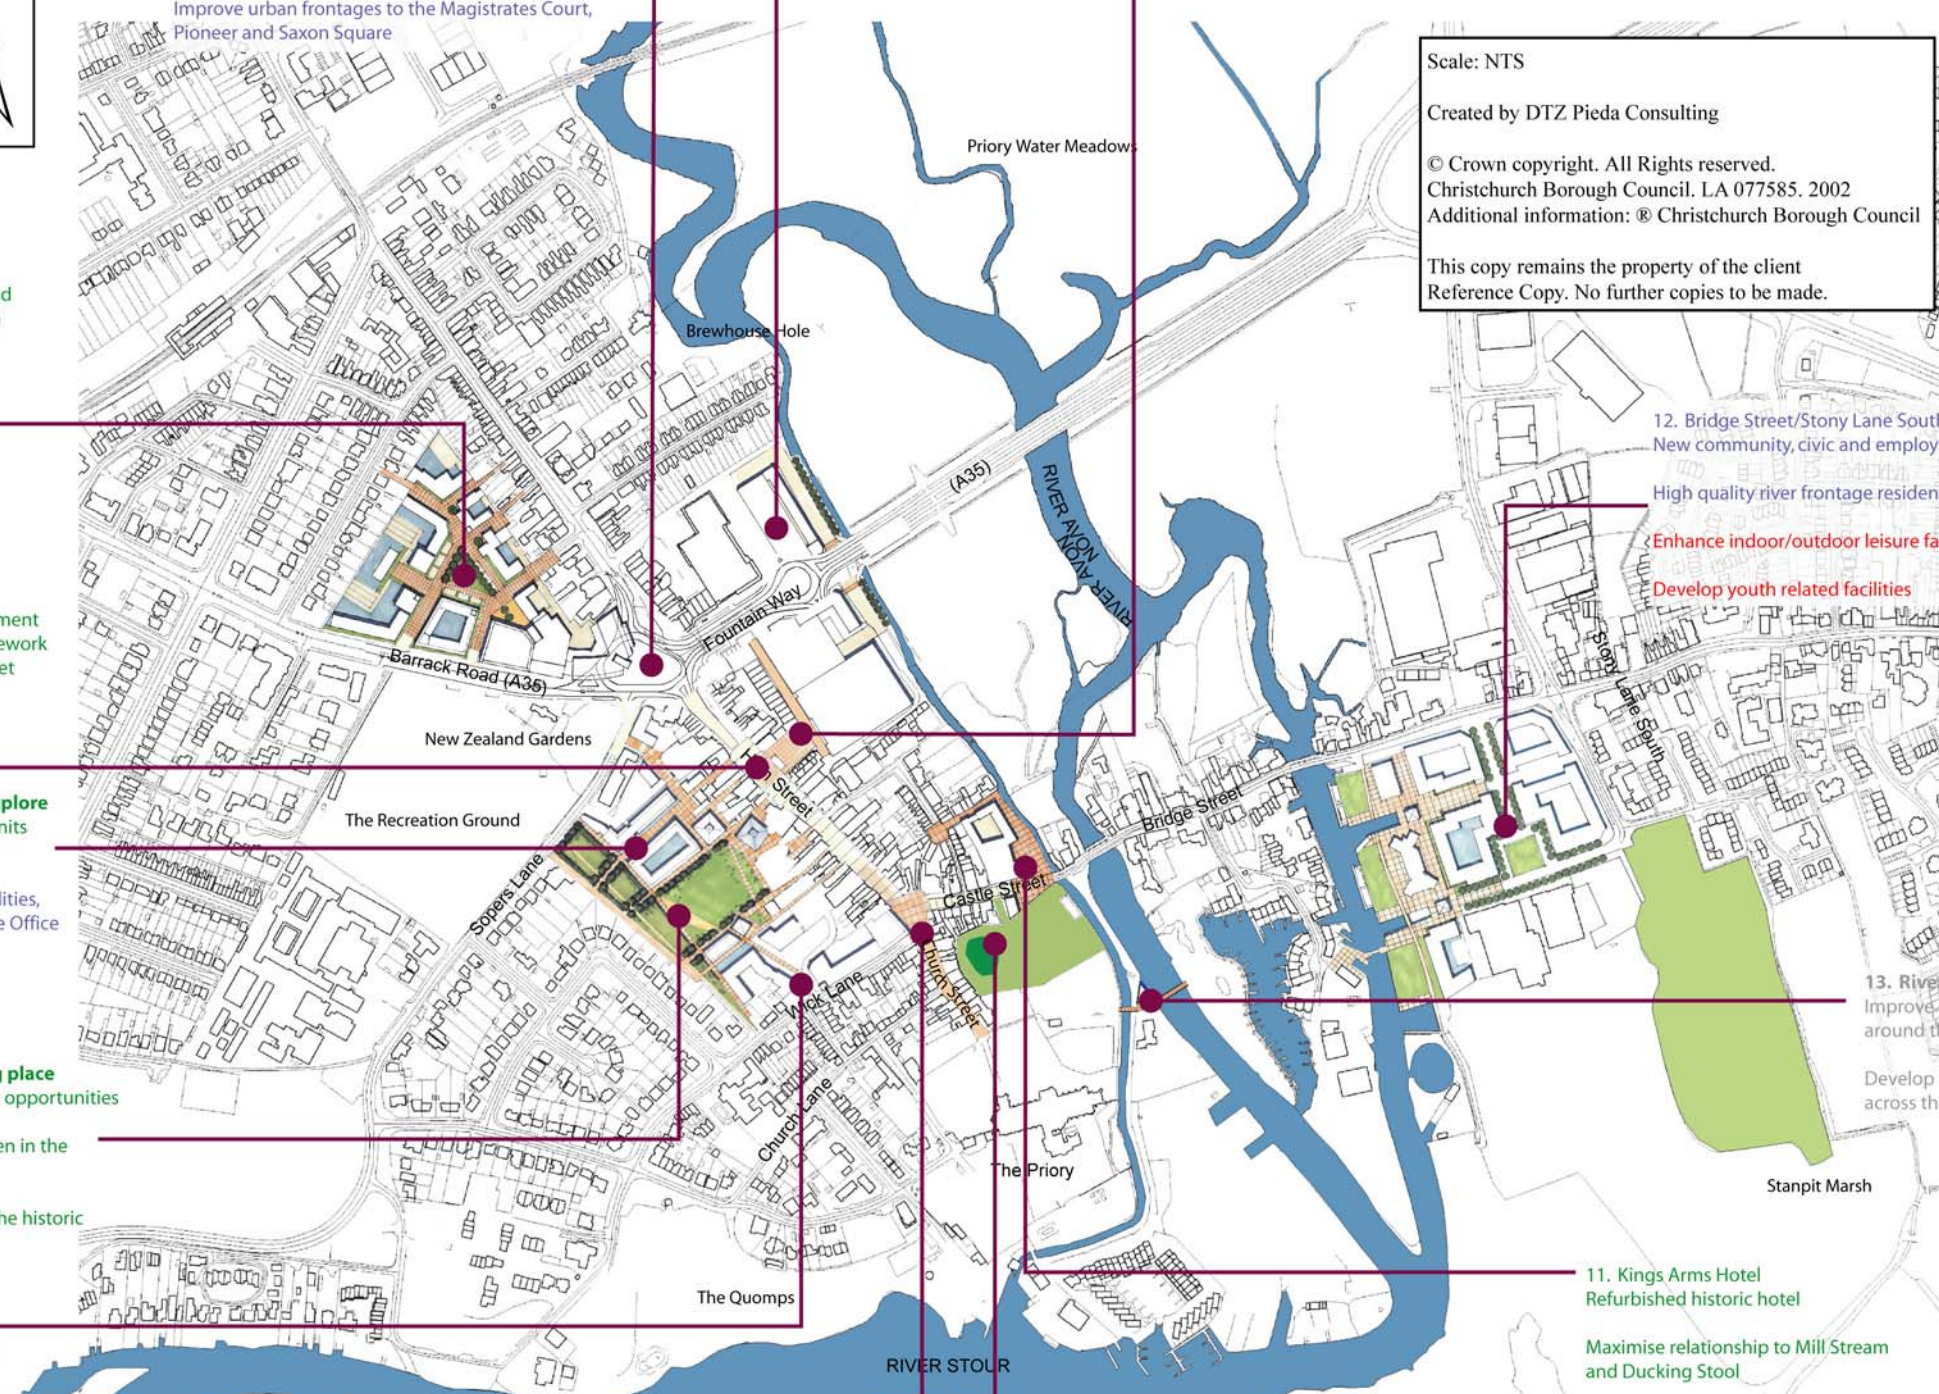 Improve urban frontages to the Magistrates Court,
Pioneer and Saxon Square
Scale: NTS
Created by DTZ Pieda Consulting
© Crown copyright. All Rights reserved.
Christchurch Borough Council. LA 077585. 2002
Additional information: ® Christchurch Borough Council
This copy remains the property of the client
Reference Copy. No further copies to be made.
Priory Water Meadows
d
Brewhouse Hole
12. Bridge Street/Stony Lane South
New community, civic and employ
High quality river frontage residen
Enhance indoor/outdoor leisure fa
Develop youth related facilities
(A35)
RIVER AVON
RIVER AVON
Fountain Way
ment
ework
et
Barrack Road (A35)
Stony Lane South
New Zealand Gardens
High Street
plore
nits
The Recreation Ground
Bridge Street
Sopers Lane
Castle Street
lities,
e Office
Wick Lane
Church Street
13. Rive
Improve
around th
Develop
across th
g place
opportunities
Church Lane
en in the
The Priory
Stanpit Marsh
he historic
The Quomps
11. Kings Arms Hotel
Refurbished historic hotel
Maximise relationship to Mill Stream
and Ducking Stool
RIVER STOUR